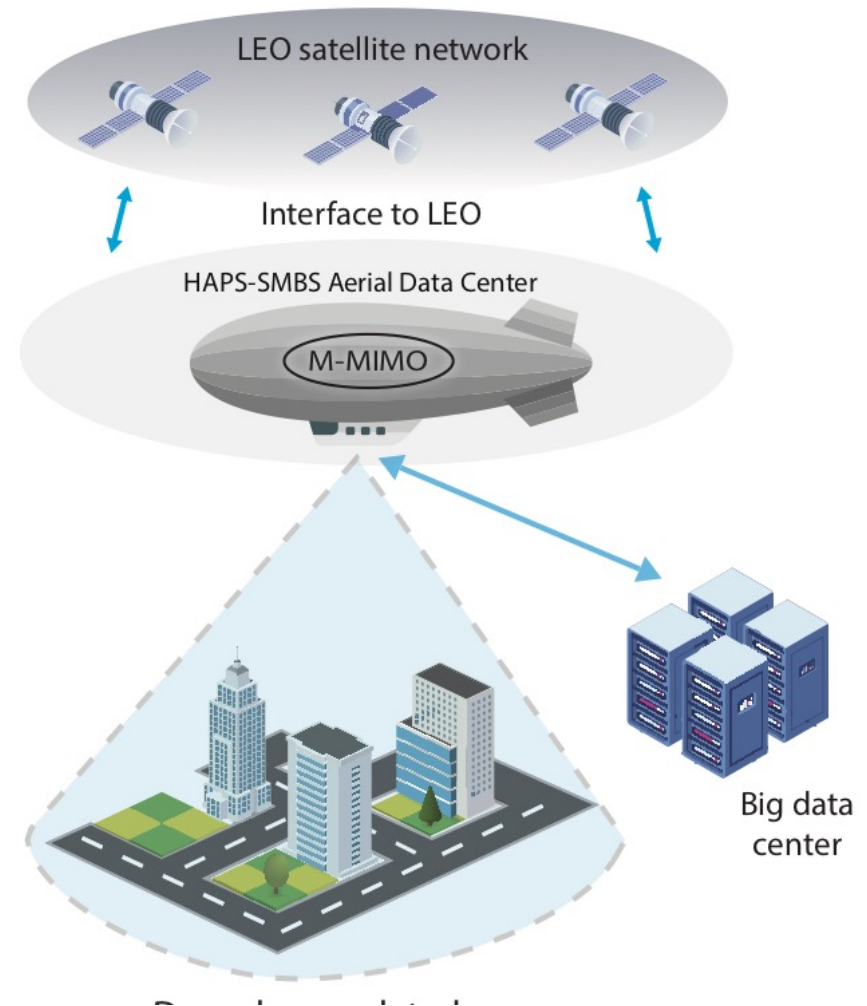 LEO satellite network
Interface to LEO
HAPS-SMBS Aerial Data Center
M-MIMO
Big data
center